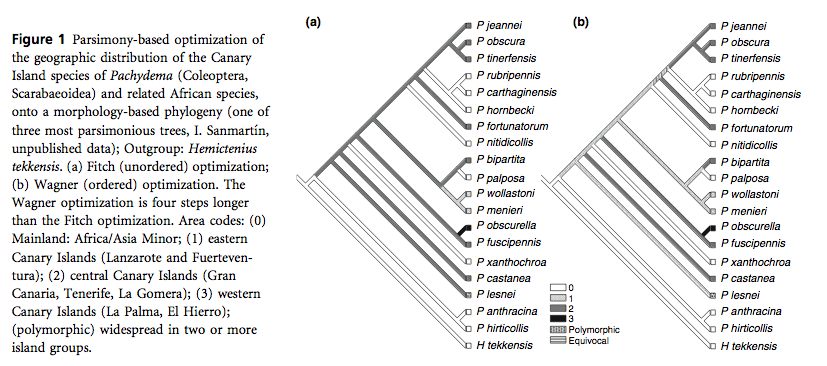 Figure 1 Parsimony-based optimization of
the geographic distribution of the Canary
Island species of Pachydema (Coleoptera,
Scarabaeoidea) and related African species,
onto a morphology-based phylogeny (one of
three most parsimonious trees, I. Sanmartín,
unpublished data); Outgroup: Hemictenius
tekkensis. (a) Fitch (unordered) optimization;
(b) Wagner (ordered) optimization. The
Wagner optimization is four steps longer
than the Fitch optimization. Area codes: (0)
Mainland: Africa/Asia Minor; (1) eastern
Canary Islands (Lanzarote and Fuerteven-
tura); (2) central Canary Islands (Gran
Canaria, Tenerife, La Gomera); (3) western
Canary Islands (La Palma, El Hierro);
(polymorphic) widespread in two or more
island groups.
(a)
P jeannei
P obscura
P tinerfensis
P rubripennis
P carthaginensis
P hornbecki
P fortunatorum
P nitidicollis
P bipartita
P palposa
P wollastoni
P menieri
P obscurella
P fuscipennis
P xanthochroa
P castanea
P lesnei
P anthracina
P hirticollis
H tekkensis
0
1
2
3
Polymorphic
Equivocal
(b)
P jeannei
P obscura
P tinerfensis
P rubripennis
P carthaginensis
P hornbecki
P fortunatorum
P nitidicollis
P bipartita
P palposa
P wollastoni
P menieri
P obscurella
P fuscipennis
P xanthochroa
P castanea
P lesnei
P anthracina
P hirticollis
H tekkensis